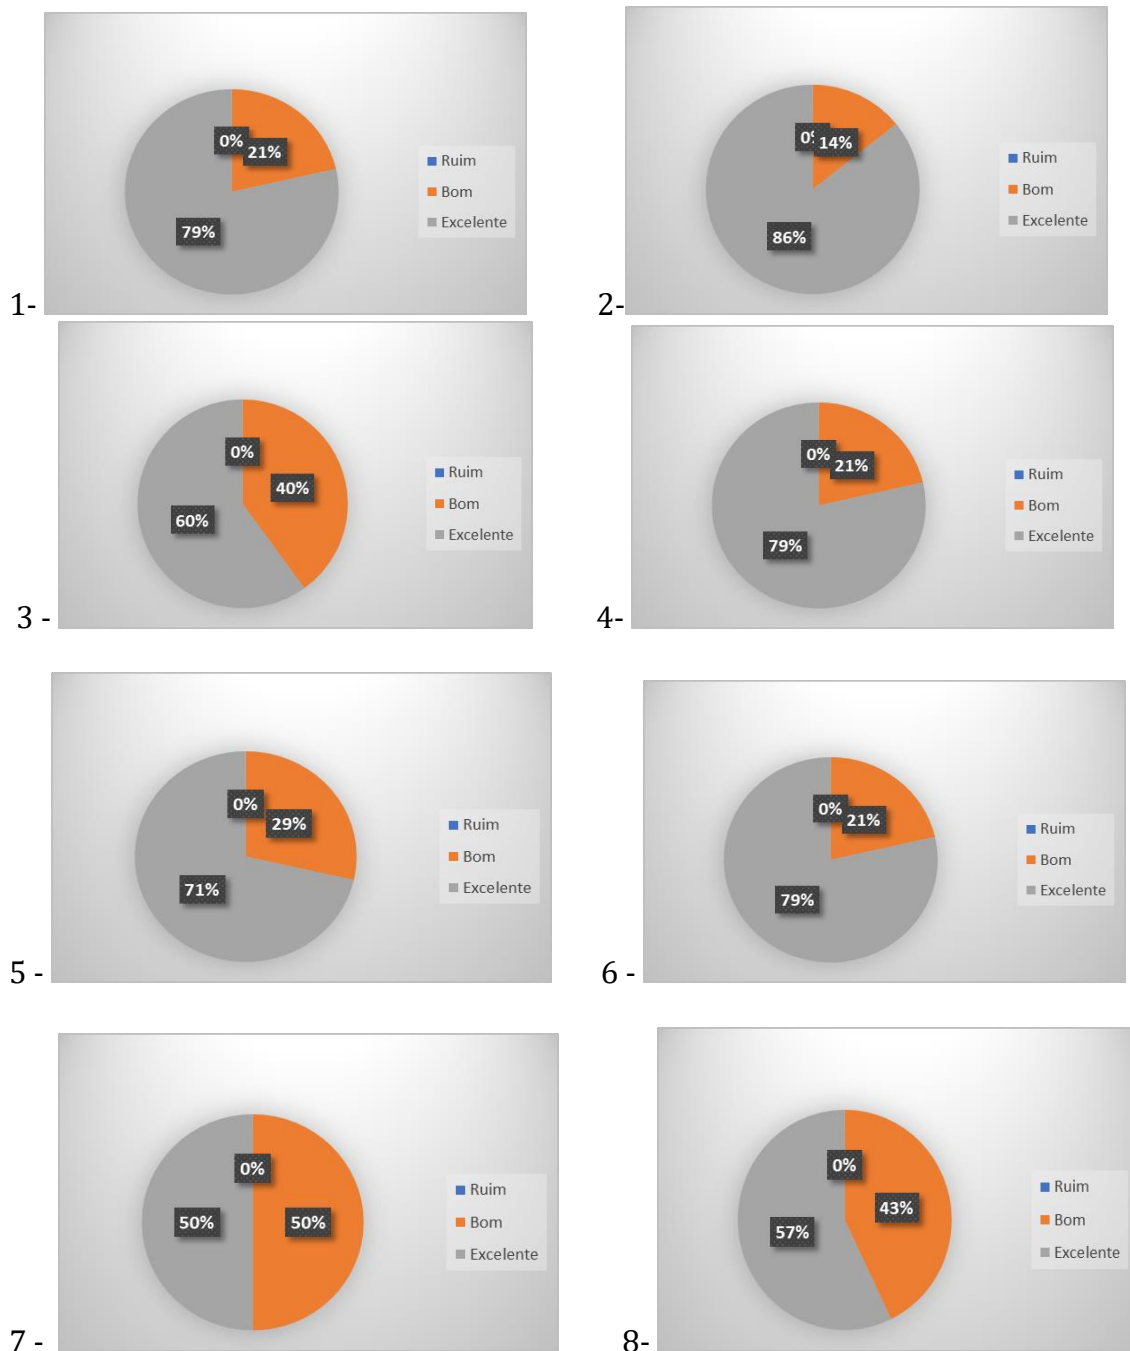 0%
21%
79%
Ruim
Bom
Excelente
1-
0%
14%
86%
Ruim
Bom
Excelente
2-
0%
40%
60%
Ruim
Bom
Excelente
3 -
0%
21%
79%
Ruim
Bom
Excelente
4-
0%
29%
71%
Ruim
Bom
Excelente
5 -
0%
21%
79%
Ruim
Bom
Excelente
6 -
0%
50%
50%
Ruim
Bom
Excelente
7 -
0%
43%
57%
Ruim
Bom
Excelente
8-